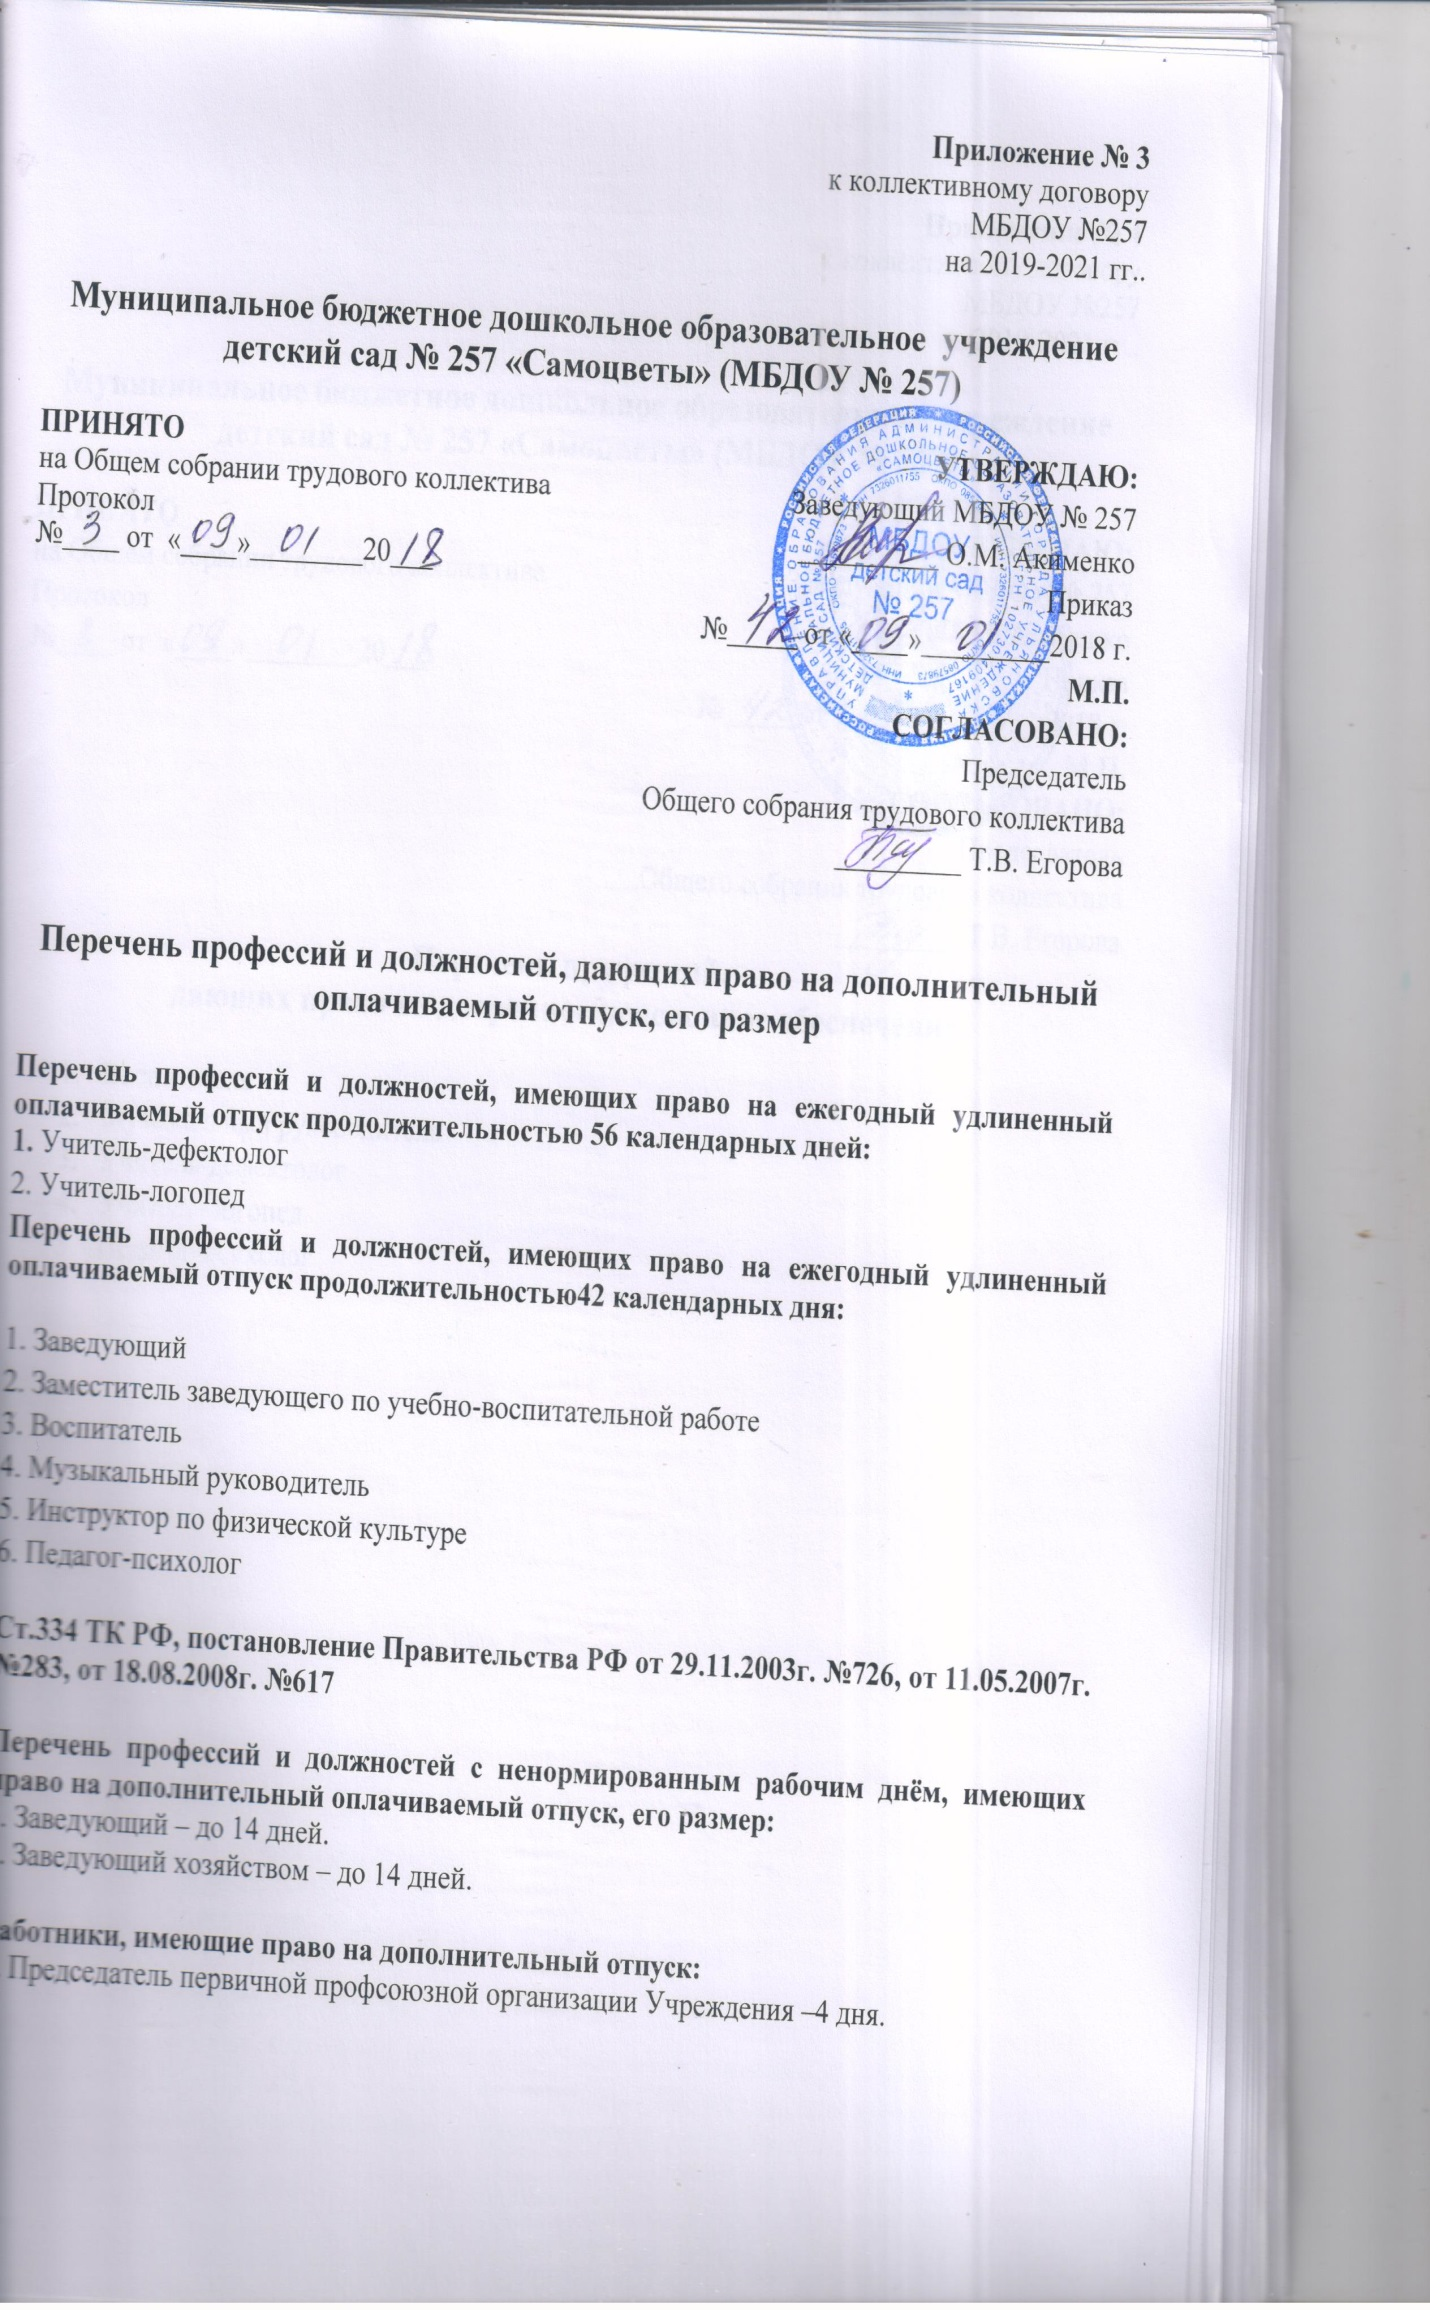 Приложение № 3
к коллективному договору
МБДОУ №257
на 2019-2021 гг..
Муниципальное бюджетное дошкольное образовательное учреждение
детский сад № 257 «Самоцветы» (МБДОУ № 257)
ПРИНЯТО
на Общем собрании трудового коллектива
Протокол
№ 3 от «09» 01 2018
УТВЕРЖДАЮ:
Заведующий МБДОУ № 257
О.М. Акименко
Приказ
№ 42 от «09» 01 2018 г.
М.П.
МБДОУ
детский сад
№ 257
СОГЛАСОВАНО:
Председатель
Общего собрания трудового коллектива
Т.В. Егорова
Перечень профессий и должностей, дающих право на дополнительный
оплачиваемый отпуск, его размер
Перечень профессий и должностей, имеющих право на ежегодный удлиненный
оплачиваемый отпуск продолжительностью 56 календарных дней:
1. Учитель-дефектолог
2. Учитель-логопед
Перечень профессий и должностей, имеющих право на ежегодный удлиненный
оплачиваемый отпуск продолжительностью42 календарных дня:
1. Заведующий
2. Заместитель заведующего по учебно-воспитательной работе
3. Воспитатель
4. Музыкальный руководитель
5. Инструктор по физической культуре
6. Педагог-психолог
Ст.334 ТК РФ, постановление Правительства РФ от 29.11.2003г. №726, от 11.05.2007г.
№283, от 18.08.2008г. №617
Перечень профессий и должностей с ненормированным рабочим днём, имеющих
право на дополнительный оплачиваемый отпуск, его размер:
. Заведующий – до 14 дней.
. Заведующий хозяйством – до 14 дней.
аботники, имеющие право на дополнительный отпуск:
Председатель первичной профсоюзной организации Учреждения –4 дня.